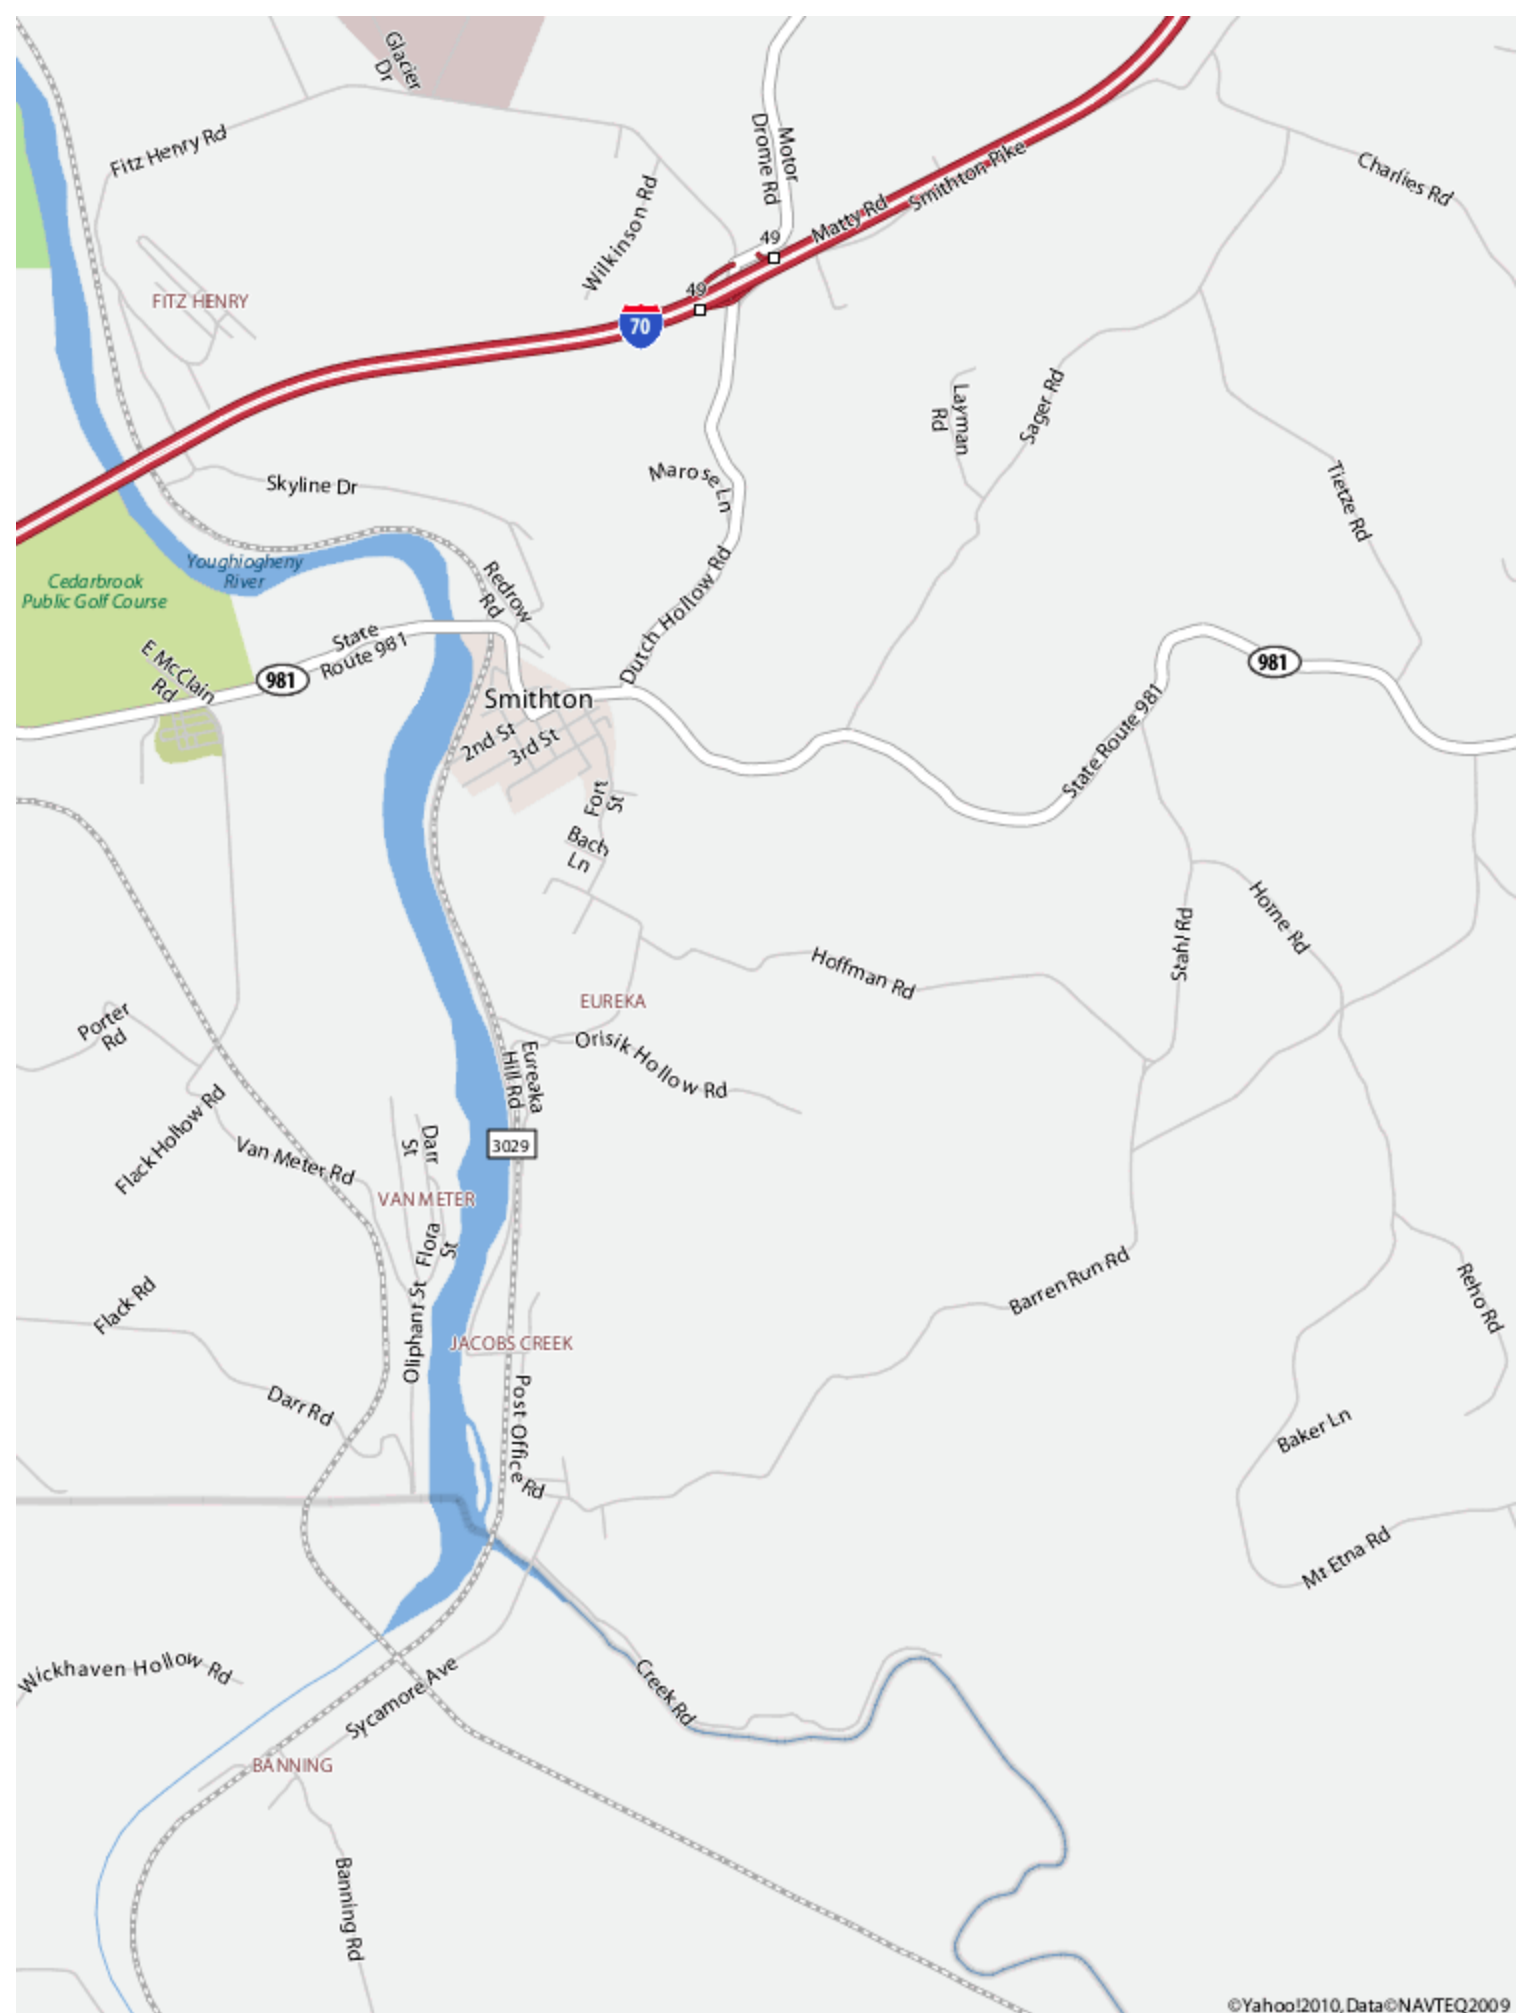 Glacier
Dr
Fitz Henry Rd
Motor
Drome Rd
Charlies Rd
Smithton Pike
Matty Rd
Wilkinson Rd
49
49
FITZ HENRY
70
Layman
Rd
Sager Rd
Marose Ln
Skyline Dr
Tietze Rd
Youghiogheny
River
Cedarbrook
Public Golf Course
Redrow
Rd
Dutch Hollow Rd
State
Route 981
E McClain
Rd
981
981
Smithton
State Route 981
2nd St
3rd St
Fort
St
Bach
Ln
Horne Rd
Stahl Rd
Hoffman Rd
EUREKA
Porter
Rd
Orisik Hollow Rd
Eureaka
Hill Rd
Flack Hollow Rd
Van Meter Rd
Darr
St
3029
VAN METER
Flora
St
Barren Run Rd
Reho Rd
Flack Rd
Oliphant St
JACOBS CREEK
Darr Rd
Post Office Rd
Baker Ln
Mt Etna Rd
Wickhaven Hollow Rd
Sycamore Ave
Creek Rd
BANNING
Banning Rd
©Yahoo!2010, Data©NAVTEQ2009